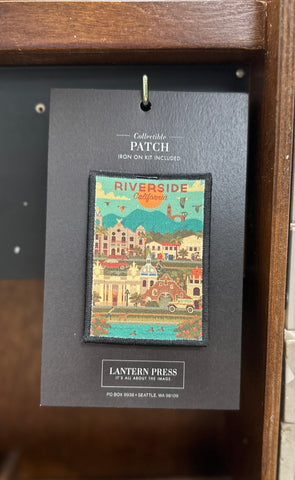 Collectible
PATCH
IRON ON KIT INCLUDED
RIVERSIDE
California
LANTERN PRESS
IT'S ALL ABOUT THE IMAGE.
PO BOX 9938 • SEATTLE, WA 98109